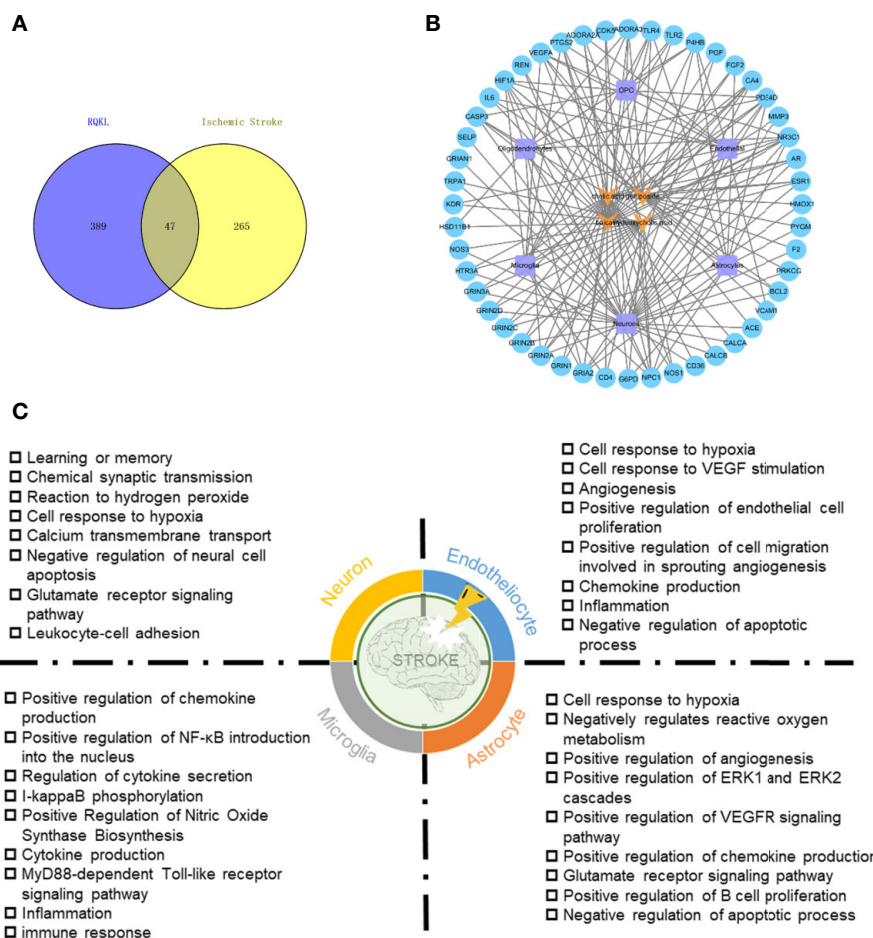 A
B
RQKL
Ischemic Stroke
389
47
265
ADORA2A
CDK5
ADORA3
TLR4
TLR2
P4HB
PGF
FGF2
CA4
PDE4D
MMP3
NR3C1
AR
ESR1
HMOX1
PYGM
F2
PRKCG
BCL2
VCAM1
ACE
CALCA
CALCB
CD36
NOS1
NPC1
G6PD
CD4
GRIA2
GRIN1
GRIN2A
GRIN2B
GRIN2C
GRIN2D
GRIN3A
HTR3A
NOS3
HSD11B1
KDR
TRPA1
GRIAN1
SELP
CASP3
IL6
HIF1A
REN
VEGFA
PTGS2
OPC
Oligodendrocytes
Endothelial
Microglia
Astrocytes
Neurons
C
Learning or memory
Chemical synaptic transmission
Reaction to hydrogen peroxide
Cell response to hypoxia
Calcium transmembrane transport
Negative regulation of neural cell
apoptosis
Glutamate receptor signaling
pathway
Leukocyte-cell adhesion
Cell response to hypoxia
Cell response to VEGF stimulation
Angiogenesis
Positive regulation of endothelial cell
proliferation
Positive regulation of cell migration
involved in sprouting angiogenesis
Chemokine production
Inflammation
Negative regulation of apoptotic
process
Neuron
Endotheliocyte
STROKE
Microglia
Astrocyte
Positive regulation of chemokine
production
Positive regulation of NF-κB introduction
into the nucleus
Regulation of cytokine secretion
I-kappaB phosphorylation
Positive Regulation of Nitric Oxide
Synthase Biosynthesis
Cytokine production
MyD88-dependent Toll-like receptor
signaling pathway
Inflammation
immune response
Cell response to hypoxia
Negatively regulates reactive oxygen
metabolism
Positive regulation of angiogenesis
Positive regulation of ERK1 and ERK2
cascades
Positive regulation of VEGFR signaling
pathway
Positive regulation of chemokine production
Glutamate receptor signaling pathway
Positive regulation of B cell proliferation
Negative regulation of apoptotic process